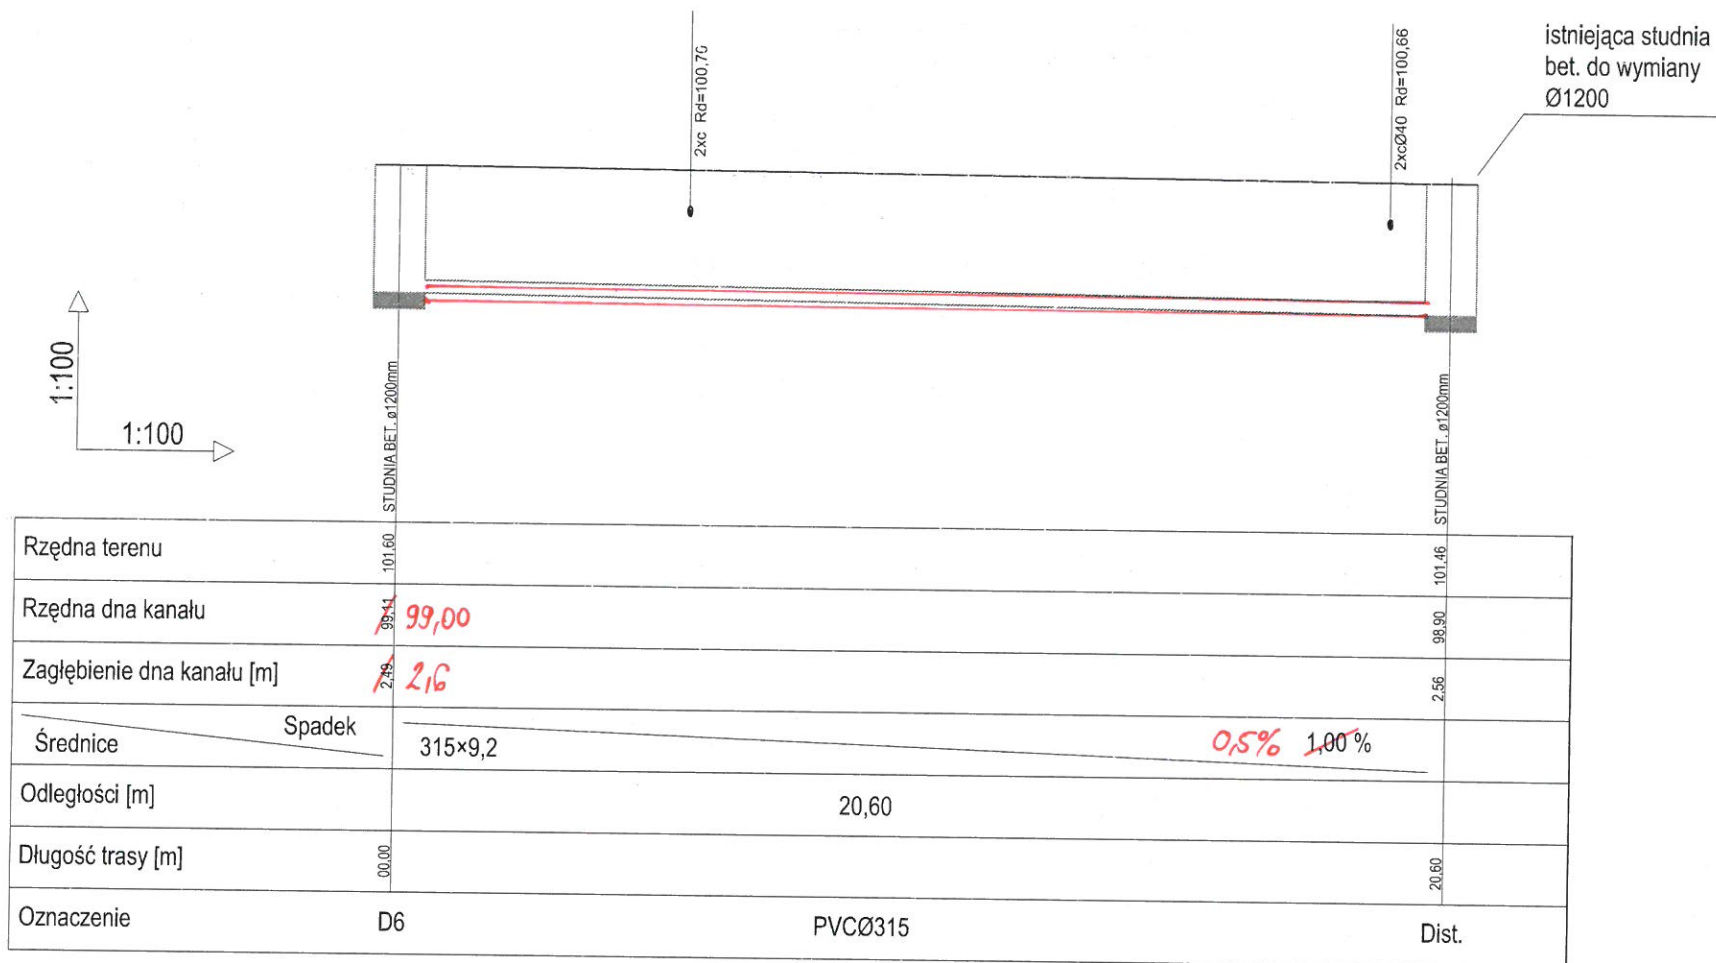 istniejąca studnia
bet. do wymiany
Ø1200
2xc Rd=100,70
2xcØ40 Rd=100,66
1:100
1:100
STUDNIA BET. ø1200mm
STUDNIA BET. ø1200mm
Rzędna terenu 101,60 101,46
Rzędna dna kanału 99,11 99,00 98,90
Zagłębienie dna kanału [m] 2,49 2,6 2,56
Spadek
Średnice 315×9,2 0,5% 1,00 %
Odległości [m] 20,60
Długość trasy [m] 00,00 20,60
Oznaczenie D6 PVCØ315 Dist.